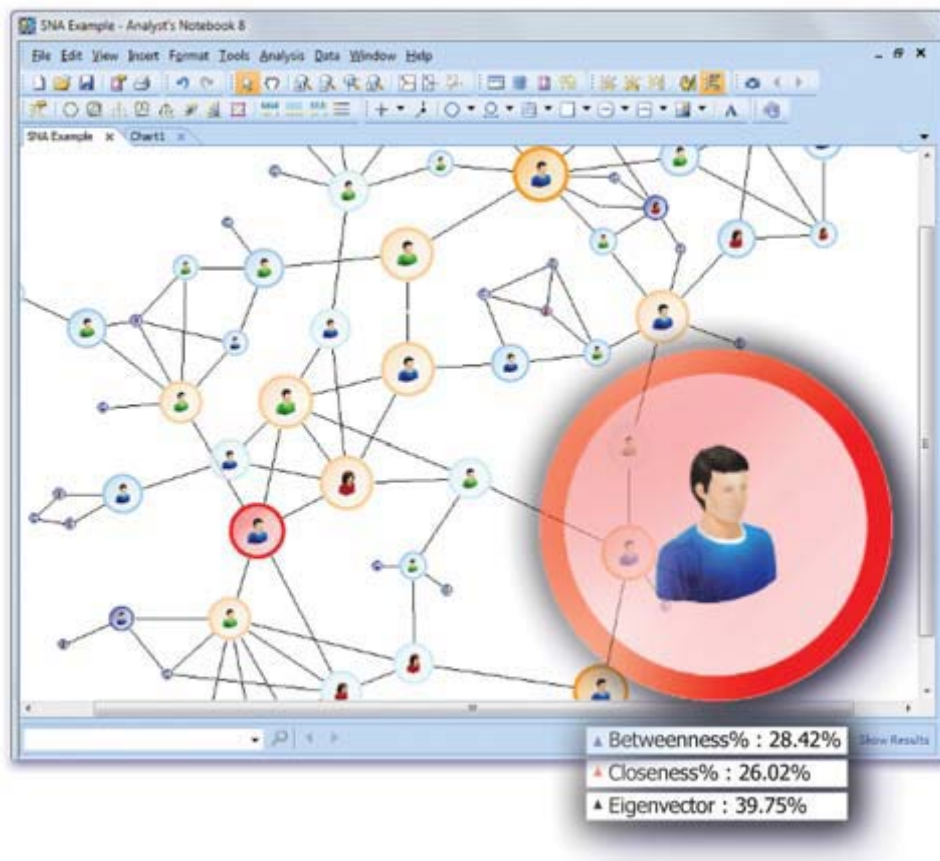 SNA Example - Analyst's Notebook 8
File Edit View Insert Format Tools Analysis Data Window Help
SNA Example Chart1
Betweenness% : 28.42%
Show Results
Closeness% : 26.02%
Eigenvector : 39.75%